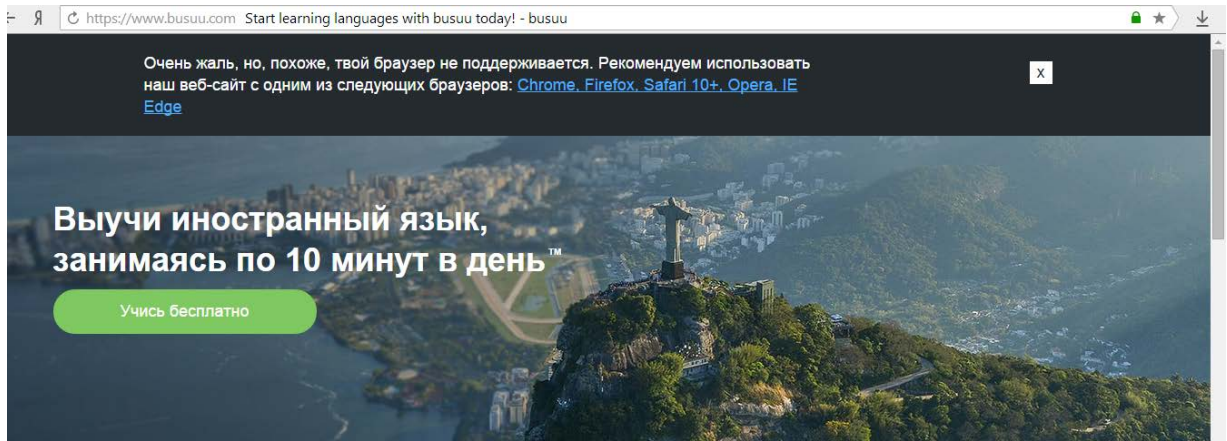 Я https://www.busuu.com Start learning languages with busuu today! - busuu
Очень жаль, но, похоже, твой браузер не поддерживается. Рекомендуем использовать
наш веб-сайт с одним из следующих браузеров: Chrome, Firefox, Safari 10+, Opera, IE
Edge
X
Выучи иностранный язык,
занимаясь по 10 минут в день™
Учись бесплатно